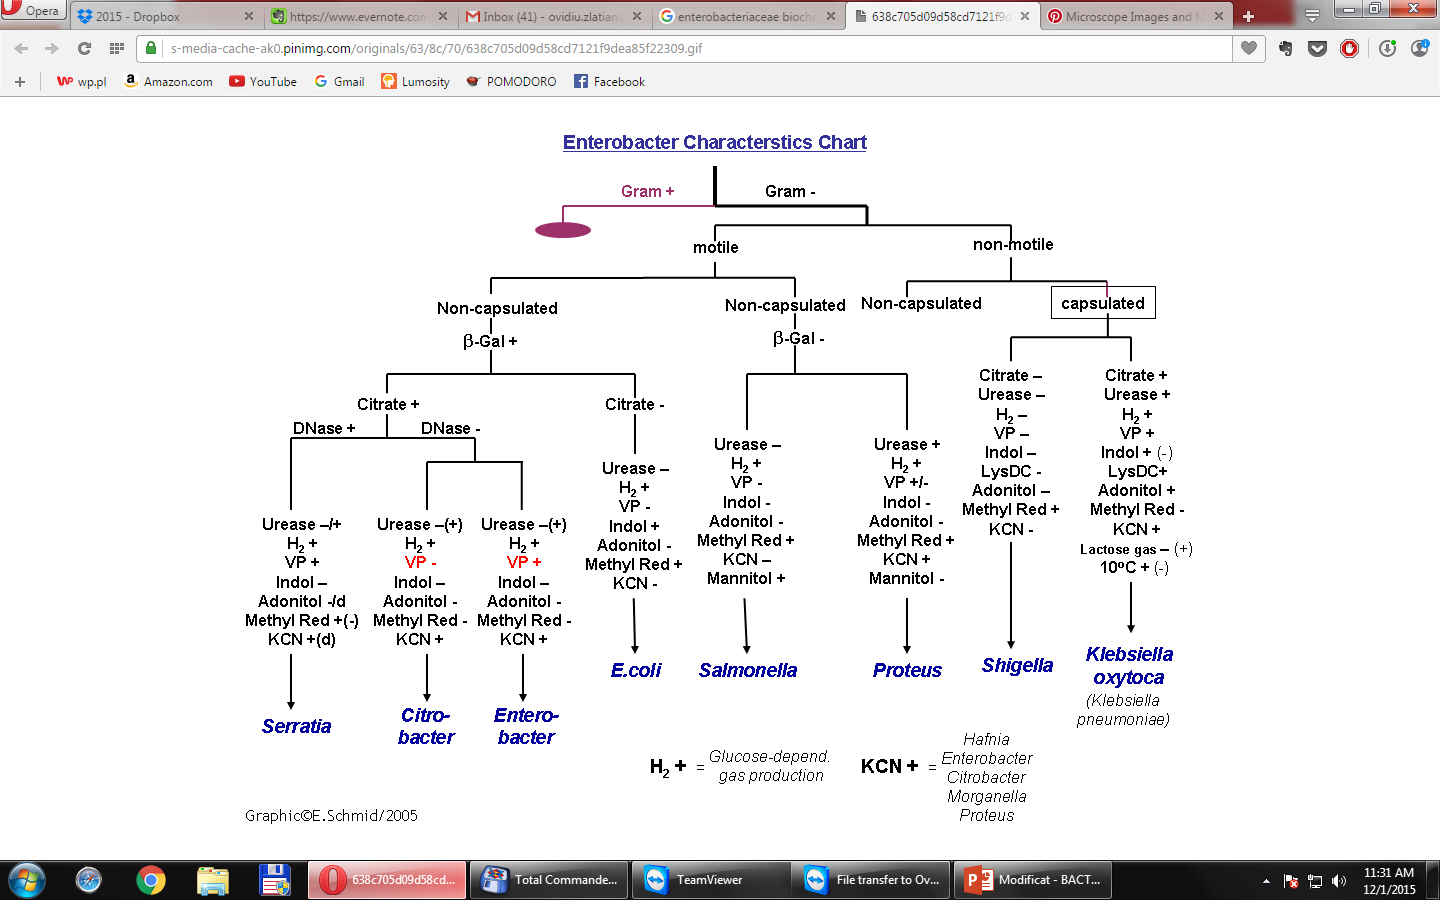 Opera
2015 - Dropbox
https://www.evernote.com
Inbox (41) - ovidiu.zlatian
enterobacteriaceae bioche
638c705d09d58cd7121f9d
Microscope Images and M
s-media-cache-ak0.pinimg.com/originals/63/8c/70/638c705d09d58cd7121f9dea85f22309.gif
wp.pl
Amazon.com
YouTube
Gmail
Lumosity
POMODORO
Facebook
Enterobacter Characterstics Chart
Gram +
Gram -
motile
non-motile
Non-capsulated
Non-capsulated
Non-capsulated
capsulated
β-Gal +
β-Gal -
Citrate +
Citrate -
DNase +
DNase -
Urease –/+
H2 +
VP +
Indol –
Adonitol -/d
Methyl Red +(-)
KCN +(d)
Serratia
Urease –(+)
H2 +
VP -
Indol –
Adonitol -
Methyl Red -
KCN +
Citro-
bacter
Urease –(+)
H2 +
VP +
Indol –
Adonitol -
Methyl Red -
KCN +
Entero-
bacter
Urease –
H2 +
VP -
Indol +
Adonitol -
Methyl Red +
KCN -
E.coli
Urease –
H2 +
VP -
Indol -
Adonitol -
Methyl Red +
KCN –
Mannitol +
Salmonella
Urease +
H2 +
VP +/-
Indol -
Adonitol -
Methyl Red +
KCN +
Mannitol -
Proteus
Citrate –
Urease –
H2 –
VP –
Indol –
LysDC -
Adonitol –
Methyl Red +
KCN -
Shigella
Citrate +
Urease +
H2 +
VP +
Indol + (-)
LysDC+
Adonitol +
Methyl Red -
KCN +
Lactose gas – (+)
10ºC + (-)
Klebsiella
oxytoca
(Klebsiella
pneumoniae)
H2 + = Glucose-depend.
gas production
KCN + =
Hafnia
Enterobacter
Citrobacter
Morganella
Proteus
Graphic©E.Schmid/2005
638c705d09d58cd...
Total Commande...
TeamViewer
File transfer to Ov...
Modificat - BACT...
11:31 AM
12/1/2015